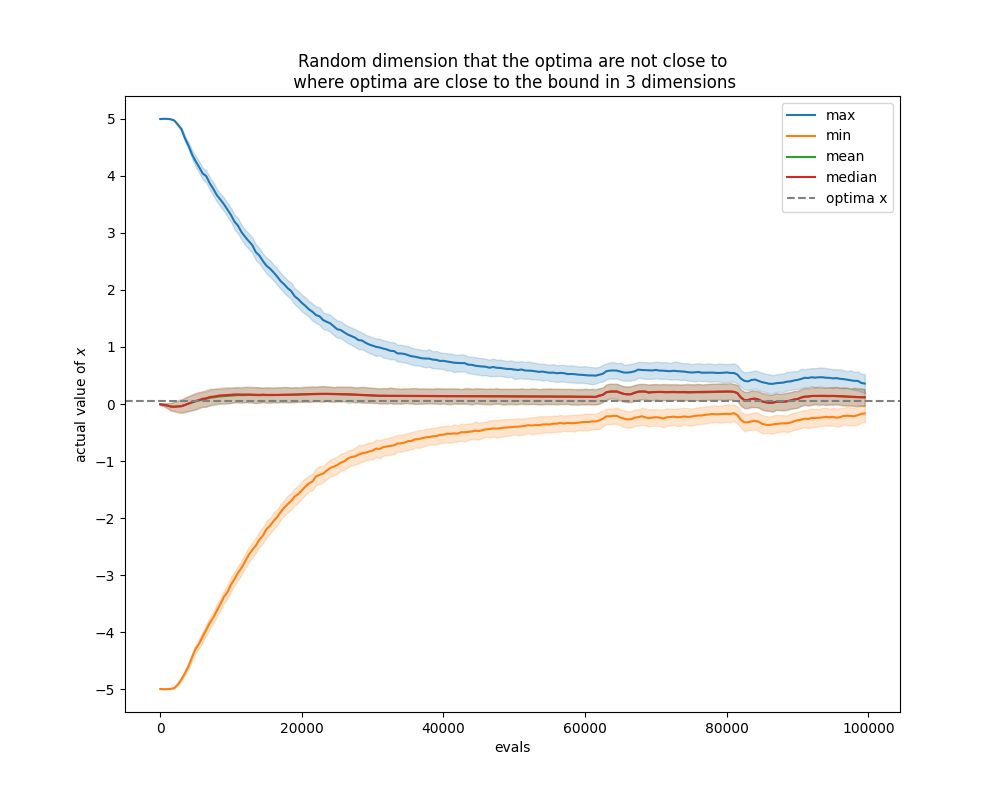 Random dimension that the optima are not close to
where optima are close to the bound in 3 dimensions
max
min
mean
median
optima x
5
4
3
2
1
0
−1
−2
−3
−4
−5
actual value of x
0
20000
40000
60000
80000
100000
evals